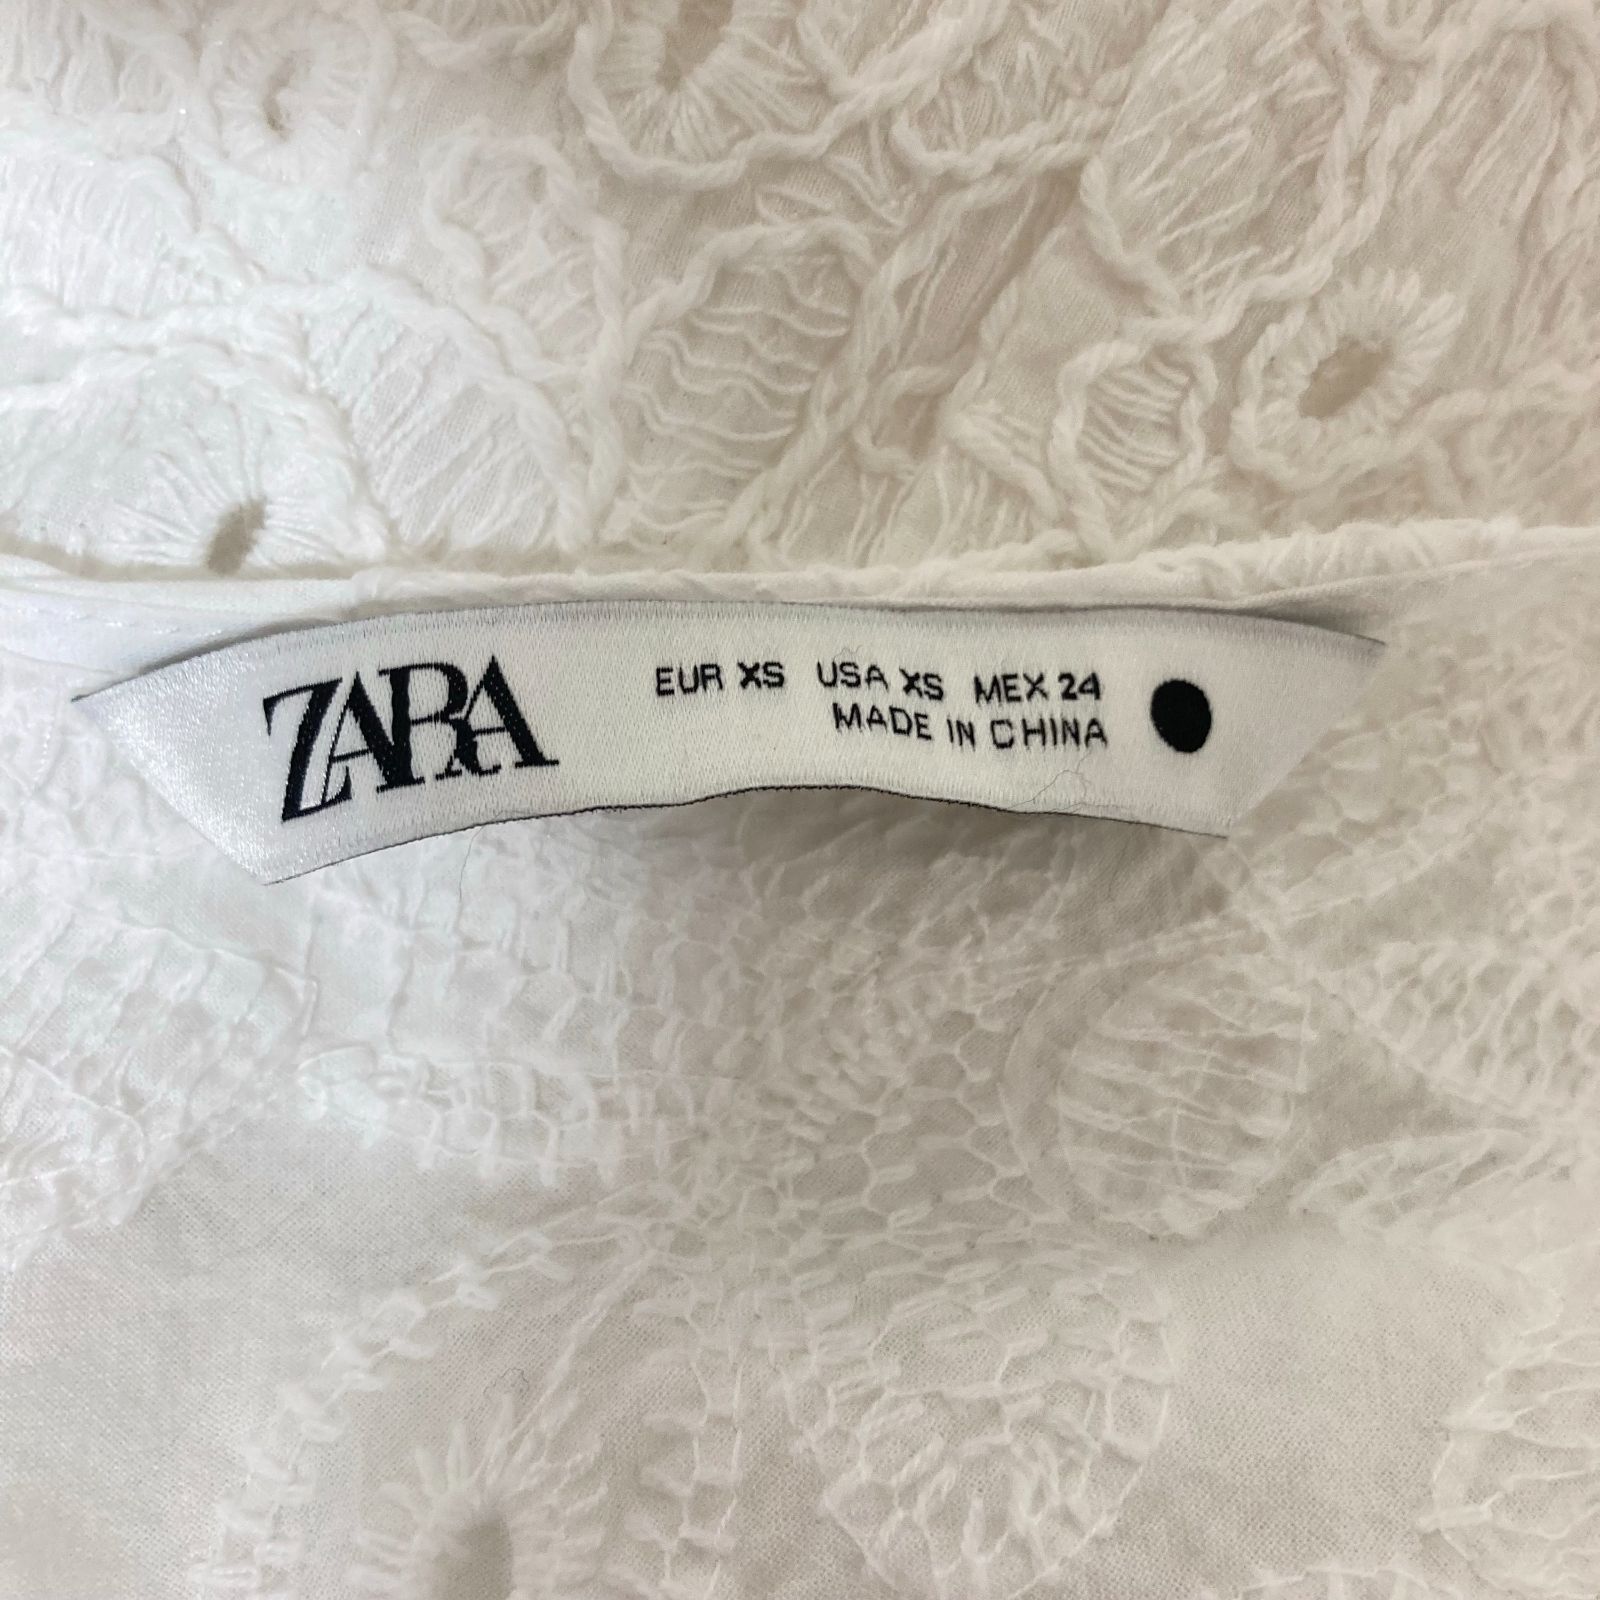 ZARA
EUR XS USA XS MEX 24
MADE IN CHINA